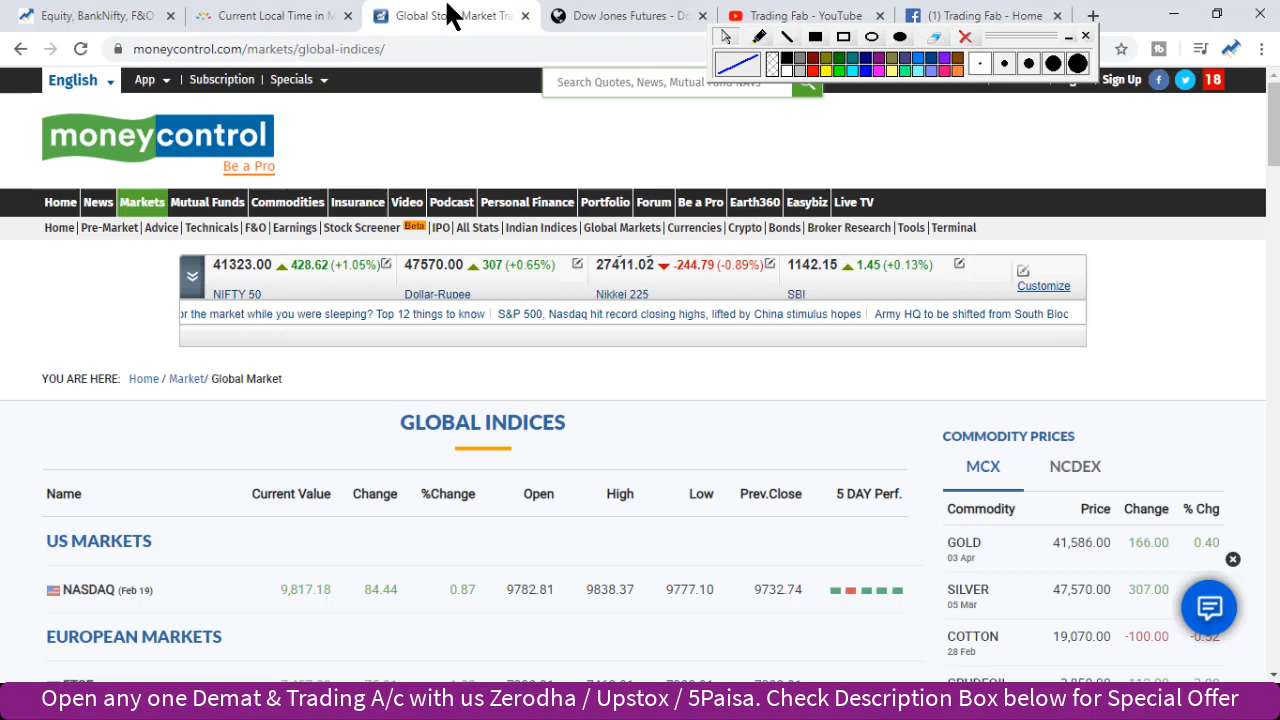 Equity, BankNifty, F&O
Current Local Time in M
Global Stock Market Tra
Dow Jones Futures - Do
Trading Fab - YouTube
(1) Trading Fab - Home
moneycontrol.com/markets/global-indices/
English
App
Subscription
Specials
Search Quotes, News, Mutual Fund NAVs
Sign Up
18
moneycontrol
Be a Pro
Home News Markets Mutual Funds Commodities Insurance Video Podcast Personal Finance Portfolio Forum Be a Pro Earth360 Easybiz Live TV
Home | Pre-Market | Advice | Technicals | F&O | Earnings | Stock Screener Beta | IPO | All Stats | Indian Indices | Global Markets | Currencies | Crypto | Bonds | Broker Research | Tools | Terminal
41323.00 428.62 (+1.05%) 47570.00 307 (+0.65%) 27411.02 -244.79 (-0.89%) 1142.15 1.45 (+0.13%)
NIFTY 50 Dollar-Rupee Nikkei 225 SBI
Customize
or the market while you were sleeping? Top 12 things to know | S&P 500, Nasdaq hit record closing highs, lifted by China stimulus hopes | Army HQ to be shifted from South Bloc
YOU ARE HERE: Home / Market/ Global Market
GLOBAL INDICES
Name Current Value Change %Change Open High Low Prev.Close 5 DAY Perf.
US MARKETS
NASDAQ (Feb 19) 9,817.18 84.44 0.87 9782.81 9838.37 9777.10 9732.74
EUROPEAN MARKETS
COMMODITY PRICES
MCX NCDEX
Commodity Price Change % Chg
GOLD 41,586.00 166.00 0.40
03 Apr
SILVER 47,570.00 307.00
05 Mar
COTTON 19,070.00 -100.00 -0.52
28 Feb
Open any one Demat & Trading A/c with us Zerodha / Upstox / 5Paisa. Check Description Box below for Special Offer